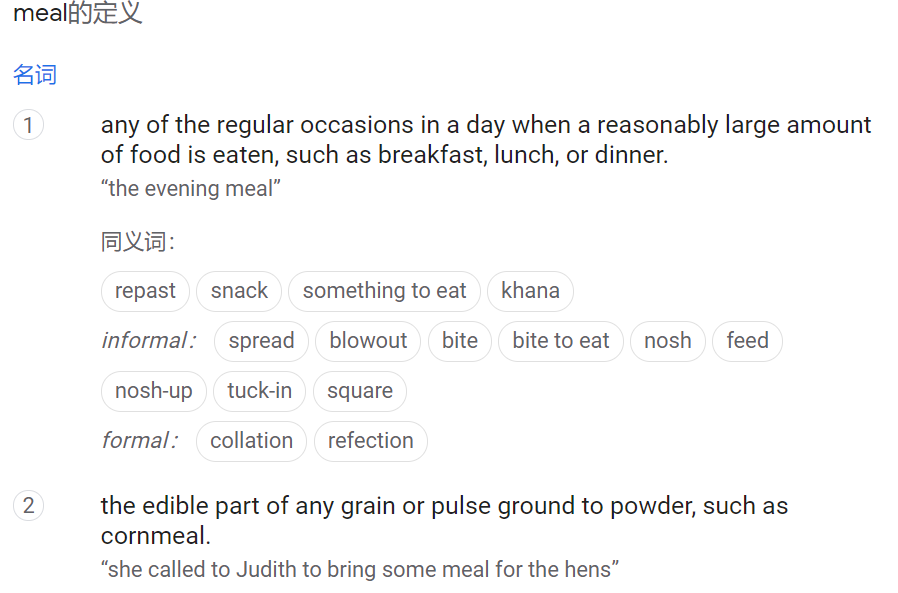 meal的定义
名词
1 any of the regular occasions in a day when a reasonably large amount
of food is eaten, such as breakfast, lunch, or dinner.
“the evening meal”
同义词：
repast snack something to eat khana
informal： spread blowout bite bite to eat nosh feed
nosh-up tuck-in square
formal： collation refection
2 the edible part of any grain or pulse ground to powder, such as
cornmeal.
“she called to Judith to bring some meal for the hens”